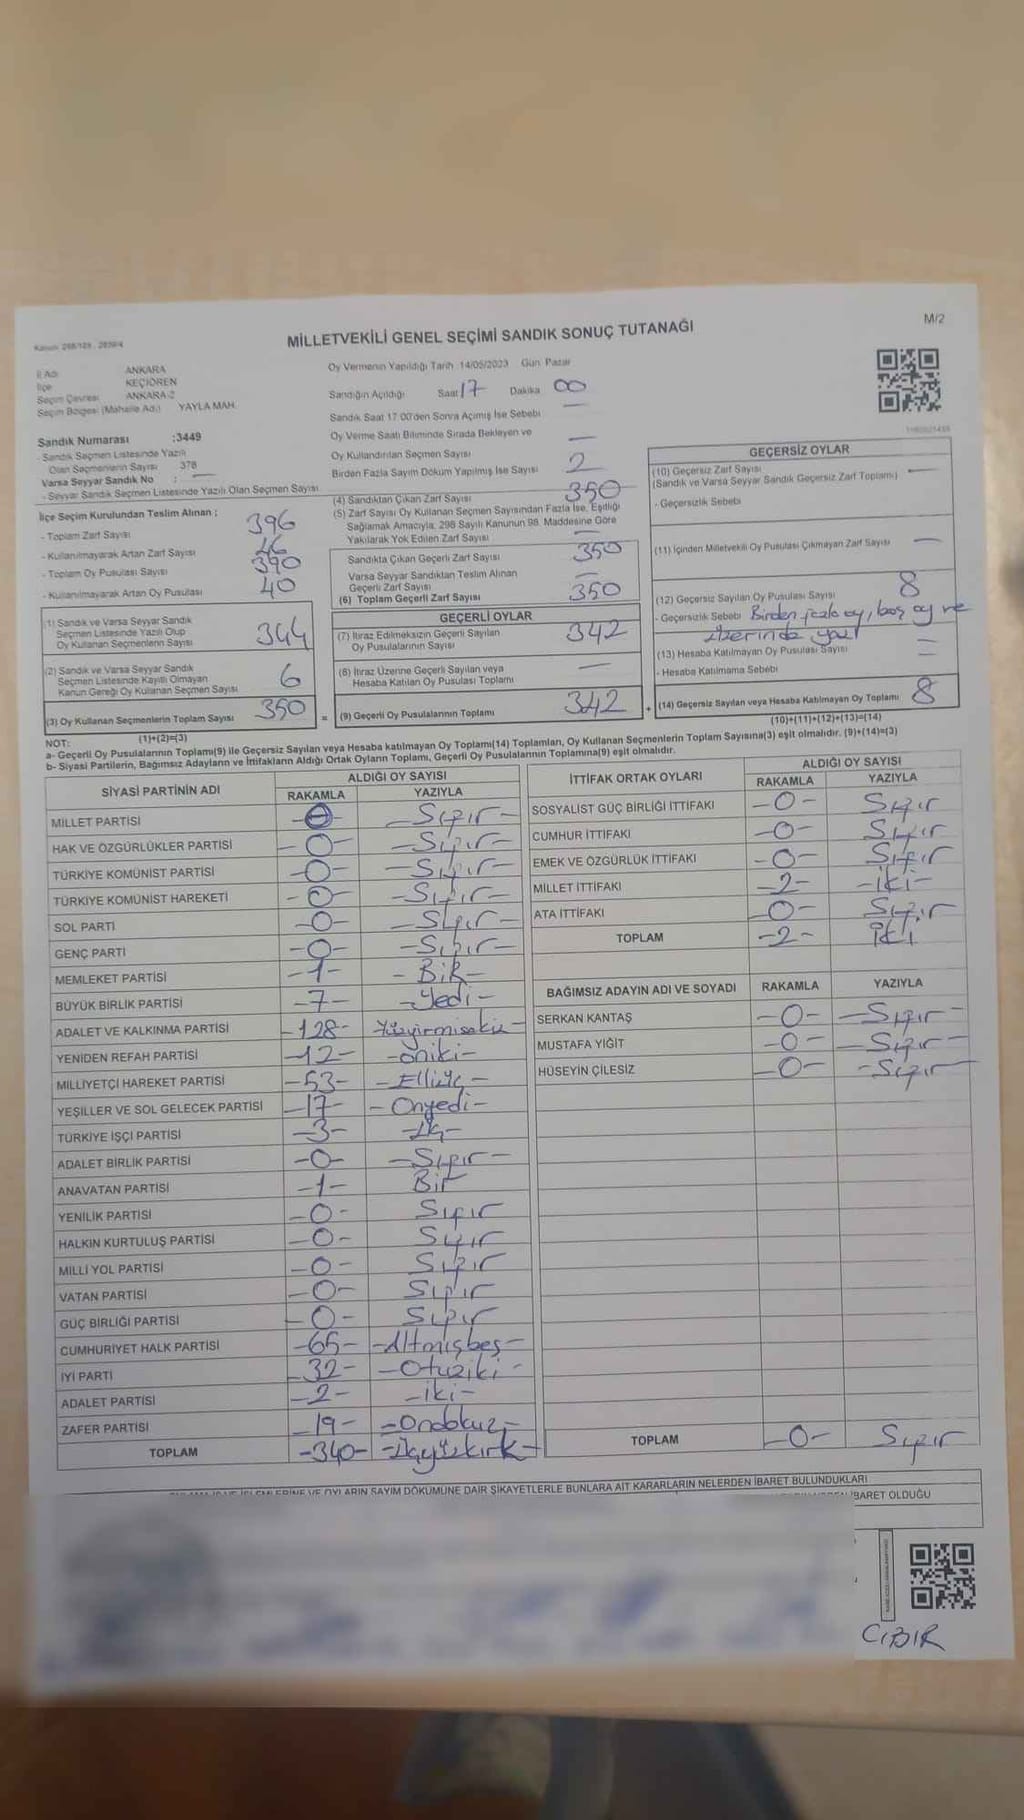 MİLLETVEKİLİ GENEL SEÇİMİ SANDIK SONUÇ TUTANAĞI
M/2
İl Adı ANKARA
İlçe KEÇİÖREN
Seçim Çevresi ANKARA-2
Seçim Bölgesi (Mahalle Adı) YAYLA MAH.
Oy Vermenin Yapıldığı Tarih :14/05/2023 Gün: Pazar
Sandığın Açıldığı Saat 17 Dakika 00
Sandık Saat 17:00'den Sonra Açımış İse Sebebi —
Oy Verme Saati Bitiminde Sırada Bekleyen ve
Oy Kullandırılan Seçmen Sayısı —
Birden Fazla Sayım Döküm Yapılmış İse Sayısı 2
Sandık Numarası :3449
- Sandık Seçmen Listesinde Yazılı
Olan Seçmenlerin Sayısı 378
Varsa Seyyar Sandık No : —
- Seyyar Sandık Seçmen Listesinde Yazılı Olan Seçmen Sayısı
İlçe Seçim Kurulundan Teslim Alınan ;
- Toplam Zarf Sayısı 396
- Kullanılmayarak Artan Zarf Sayısı 46
- Toplam Oy Pusulası Sayısı 390
- Kullanılmayarak Artan Oy Pusulası 40
(1) Sandık ve Varsa Seyyar Sandık
Seçmen Listesinde Yazılı Olup
Oy Kullanan Seçmenlerin Sayısı 344
(2) Sandık ve Varsa Seyyar Sandık
Seçmen Listesinde Kayıtlı Olmayan
Kanun Gereği Oy Kullanan Seçmen Sayısı 6
(3) Oy Kullanan Seçmenlerin Toplam Sayısı 350
(1)+(2)=(3)
(4) Sandıktan Çıkan Zarf Sayısı 350
(5) Zarf Sayısı Oy Kullanan Seçmen Sayısından Fazla İse, Eşitliği
Sağlamak Amacıyla, 298 Sayılı Kanunun 98. Maddesine Göre
Yakılarak Yok Edilen Zarf Sayısı —
Sandıkta Çıkan Geçerli Zarf Sayısı 350
Varsa Seyyar Sandıktan Teslim Alınan
Geçerli Zarf Sayısı —
(6) Toplam Geçerli Zarf Sayısı 350
GEÇERLİ OYLAR
(7) İtiraz Edilmeksizin Geçerli Sayılan
Oy Pusulalarının Sayısı 342
(8) İtiraz Üzerine Geçerli Sayılan veya
Hesaba Katılan Oy Pusulası Toplamı —
= (9) Geçerli Oy Pusulalarının Toplamı 342
GEÇERSİZ OYLAR
(10) Geçersiz Zarf Sayısı
(Sandık ve Varsa Seyyar Sandık Geçersiz Zarf Toplamı) —
- Geçersizlik Sebebi
(11) İçinden Milletvekili Oy Pusulası Çıkmayan Zarf Sayısı —
(12) Geçersiz Sayılan Oy Pusulası Sayısı 8
- Geçersizlik Sebebi Birden fazla oy, boş oy ve
üzerinde yazı
(13) Hesaba Katılmayan Oy Pusulası Sayısı —
- Hesaba Katılmama Sebebi —
+ (14) Geçersiz Sayılan veya Hesaba Katılmayan Oy Toplamı 8
(10)+(11)+(12)+(13)=(14)
NOT:
a- Geçerli Oy Pusulalarının Toplamı(9) ile Geçersiz Sayılan veya Hesaba katılmayan Oy Toplamı(14) Toplamları, Oy Kullanan Seçmenlerin Toplam Sayısına(3) eşit olmalıdır. (9)+(14)=(3)
b- Siyasi Partilerin, Bağımsız Adayların ve İttifakların Aldığı Ortak Oyların Toplamı, Geçerli Oy Pusulalarının Toplamına(9) eşit olmalıdır.
SİYASİ PARTİNİN ADI ALDIĞI OY SAYISI
RAKAMLA YAZIYLA
MİLLET PARTİSİ -0- -Sıfır-
HAK VE ÖZGÜRLÜKLER PARTİSİ -0- -Sıfır-
TÜRKİYE KOMÜNİST PARTİSİ -0- -Sıfır-
TÜRKİYE KOMÜNİST HAREKETİ -0- -Sıfır-
SOL PARTİ -0- -Sıfır-
GENÇ PARTİ -0- -Sıfır-
MEMLEKET PARTİSİ -1- -Bir-
BÜYÜK BİRLİK PARTİSİ -7- -Yedi-
ADALET VE KALKINMA PARTİSİ -128- Yüzyirmisekiz-
YENİDEN REFAH PARTİSİ -12- -Oniki-
MİLLİYETÇİ HAREKET PARTİSİ -53- -Elliüç-
YEŞİLLER VE SOL GELECEK PARTİSİ -17- -Onyedi-
TÜRKİYE İŞÇİ PARTİSİ -3- -Üç-
ADALET BİRLİK PARTİSİ -0- -Sıfır-
ANAVATAN PARTİSİ -1- Bir
YENİLİK PARTİSİ -0- Sıfır
HALKIN KURTULUŞ PARTİSİ -0- Sıfır
MİLLİ YOL PARTİSİ -0- Sıfır
VATAN PARTİSİ -0- Sıfır
GÜÇ BİRLİĞİ PARTİSİ -0- Sıfır
CUMHURİYET HALK PARTİSİ -65- -Altmışbeş-
İYİ PARTİ -32- -Otuziki-
ADALET PARTİSİ -2- -iki-
ZAFER PARTİSİ -19- -Ondokuz-
TOPLAM -340- -Üçyüzkırk-
İTTİFAK ORTAK OYLARI ALDIĞI OY SAYISI
RAKAMLA YAZIYLA
SOSYALİST GÜÇ BİRLİĞİ İTTİFAKI -0- Sıfır
CUMHUR İTTİFAKI -0- Sıfır
EMEK VE ÖZGÜRLÜK İTTİFAKI -0- Sıfır
MİLLET İTTİFAKI -2- -iki-
ATA İTTİFAKI -0- Sıfır
TOPLAM -2- iki
BAĞIMSIZ ADAYIN ADI VE SOYADI RAKAMLA YAZIYLA
SERKAN KANTAŞ -0- -Sıfır-
MUSTAFA YİĞİT -0- -Sıfır-
HÜSEYİN ÇİLESİZ -0- -Sıfır
TOPLAM -0- Sıfır
OYLARIN SAYIM DÖKÜMÜNE DAİR ŞİKAYETLERLE BUNLARA AİT KARARLARIN NELERDEN İBARET BULUNDUKLARI
İBARET OLDUĞU
CIBIR